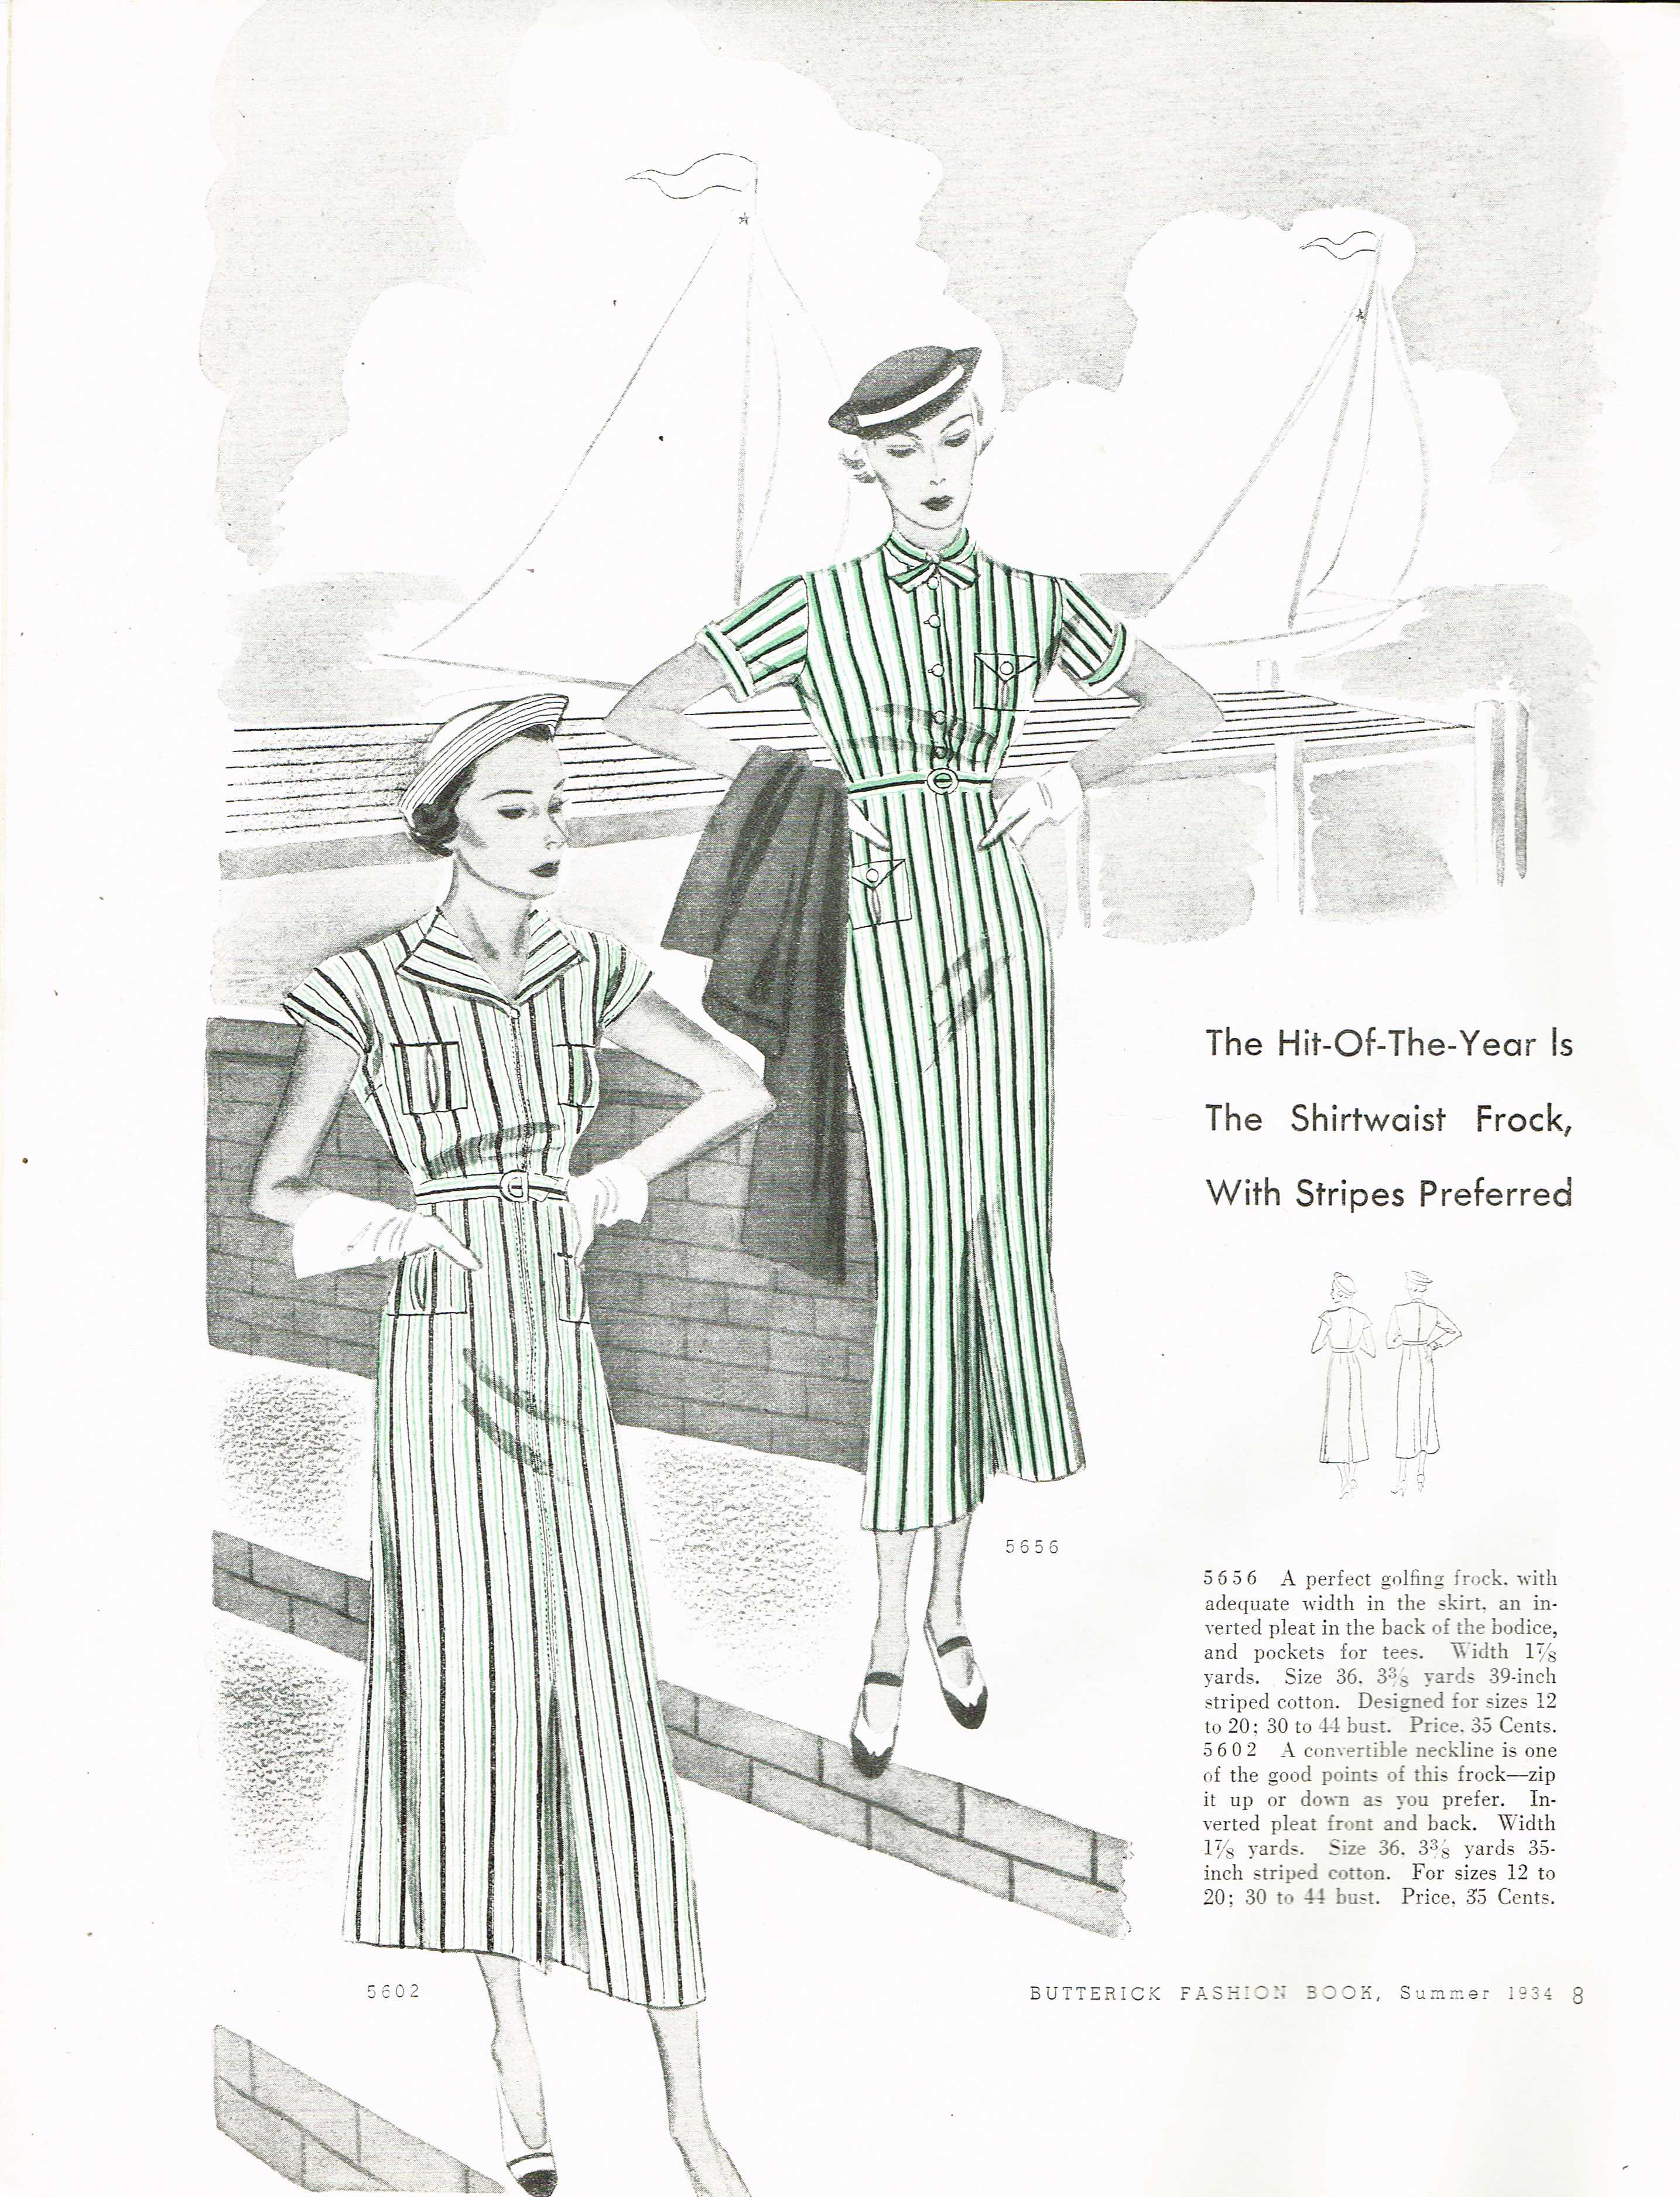 The Hit-Of-The-Year Is
The Shirtwaist Frock,
With Stripes Preferred
5656
5656 A perfect golfing frock, with
adequate width in the skirt, an in-
verted pleat in the back of the bodice,
and pockets for tees. Width 1⅞
yards. Size 36, 3⅜ yards 39-inch
striped cotton. Designed for sizes 12
to 20; 30 to 44 bust. Price, 35 Cents.
5602 A convertible neckline is one
of the good points of this frock—zip
it up or down as you prefer. In-
verted pleat front and back. Width
1⅞ yards. Size 36, 3⅜ yards 35-
inch striped cotton. For sizes 12 to
20; 30 to 44 bust. Price, 35 Cents.
5602
BUTTERICK FASHION BOOK, Summer 1934 8